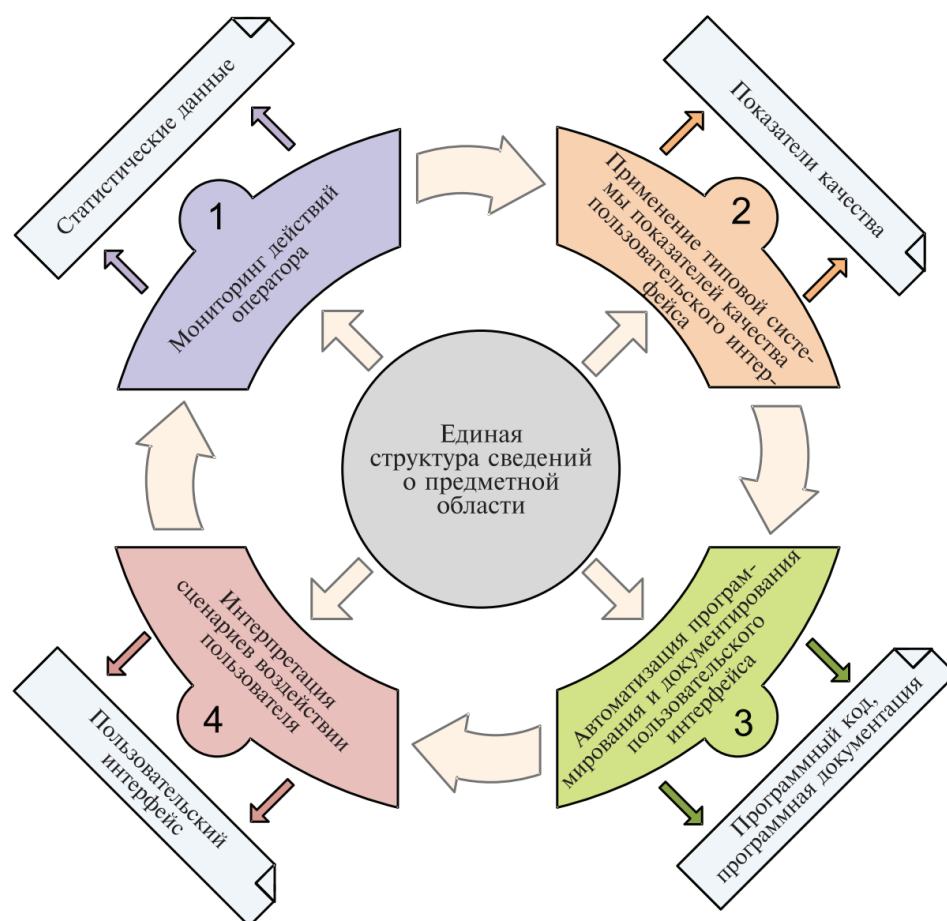 Статистические данные
1
Мониторинг действий
оператора
Показатели качества
2
Применение типовой систе-
мы показателей качества
пользовательского интер-
фейса
Единая
структура сведений
о предметной
области
Автоматизация програм-
мирования и документирования
пользовательского
интерфейса
3
Программный код,
программная документация
Интерпретация
сценариев воздействии
пользователя
4
Пользовательский
интерфейс